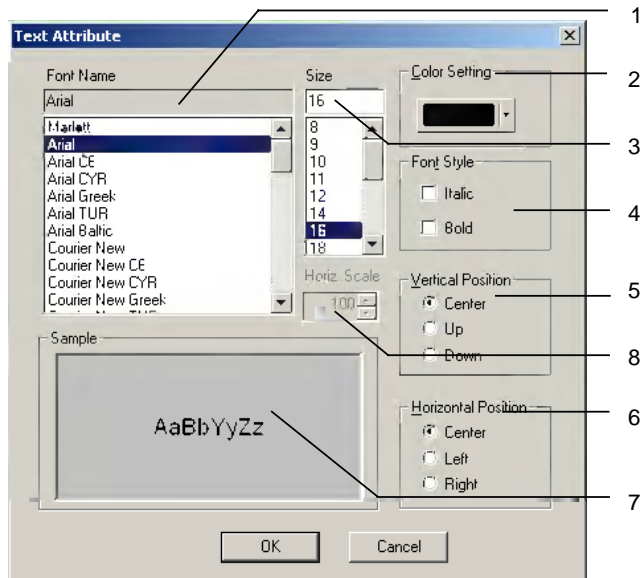 1
Text Attribute
Font Name
Size
Color Setting
2
Arial
16
3
Marlett
Arial
Arial CE
Arial CYR
Arial Greek
Arial TUR
Arial Baltic
Courier New
Courier New CE
Courier New CYR
Courier New Greek
8
9
10
11
12
14
16
18
Font Style
Italic
Bold
4
Horiz. Scale
100
Vertical Position
Center
Up
Down
5
8
Sample
AaBbYyZz
Horizontal Position
Center
Left
Right
6
7
OK
Cancel